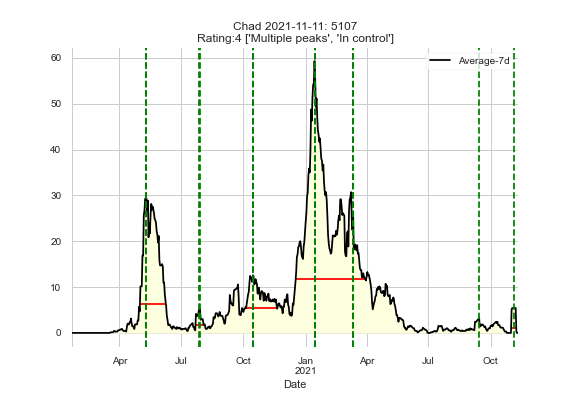 Chad 2021-11-11: 5107
Rating:4 ['Multiple peaks', 'In control']
Average-7d
60
50
40
30
20
10
0
Apr Jul Oct Jan Apr Jul Oct
2021
Date